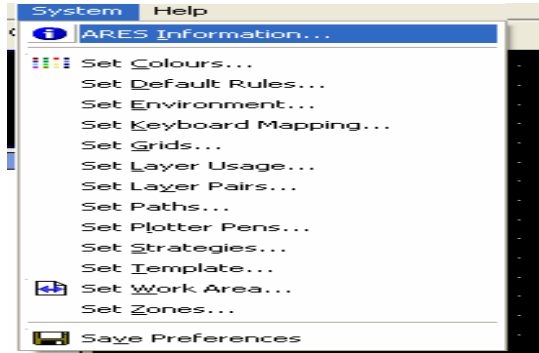 System Help
ARES Information...
Set Colours...
Set Default Rules...
Set Environment...
Set Keyboard Mapping...
Set Grids...
Set Layer Usage...
Set Layer Pairs...
Set Paths...
Set Plotter Pens...
Set Strategies...
Set Template...
Set Work Area...
Set Zones...
Save Preferences